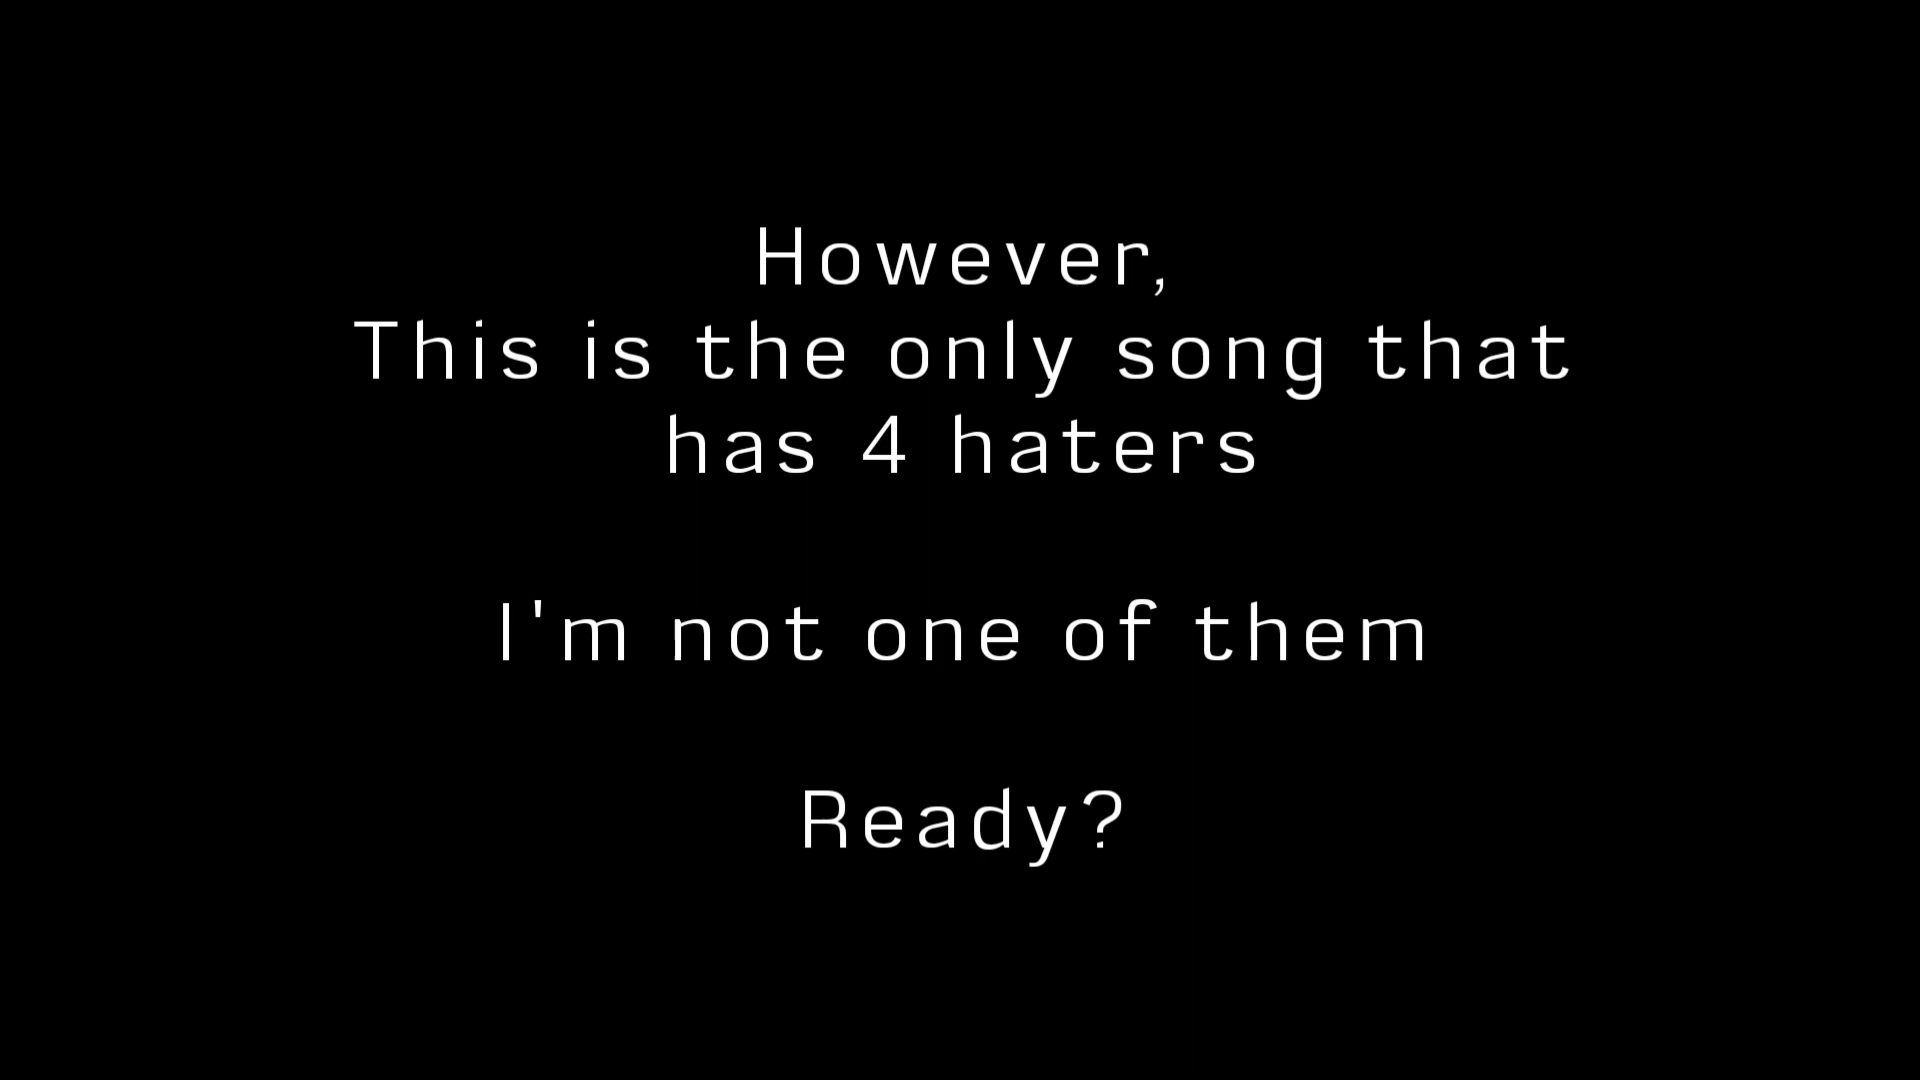 However,
This is the only song that
has 4 haters
I'm not one of them
Ready?